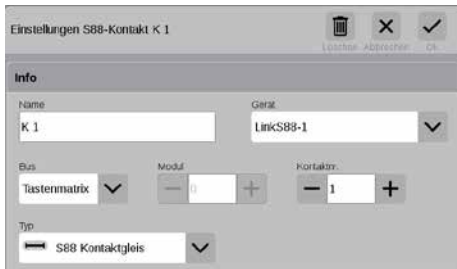 Einstellungen S88-Kontakt K 1
Löschen Abbrechen Ok
Info
Name Gerät
K 1 LinkS88-1
Bus Modul Kontaktnr.
Tastenmatrix 0 1
Typ
S88 Kontaktgleis